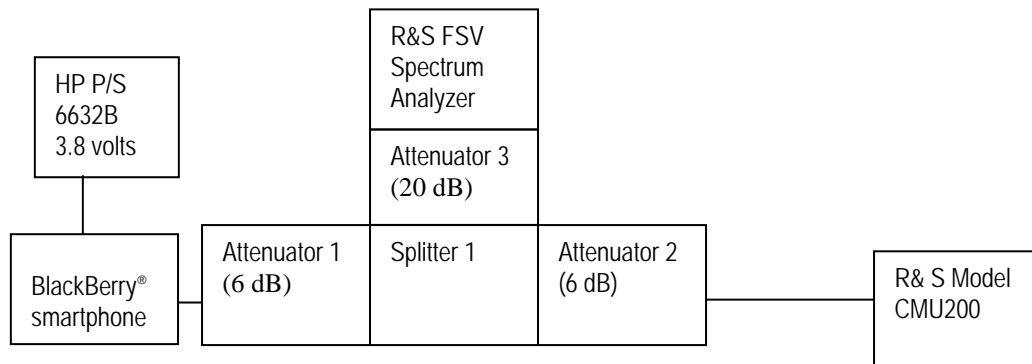 R&S FSV
Spectrum
Analyzer
HP P/S
6632B
3.8 volts
Attenuator 3
(20 dB)
Attenuator 1
(6 dB)
Splitter 1
Attenuator 2
(6 dB)
BlackBerry®
smartphone
R& S Model
CMU200